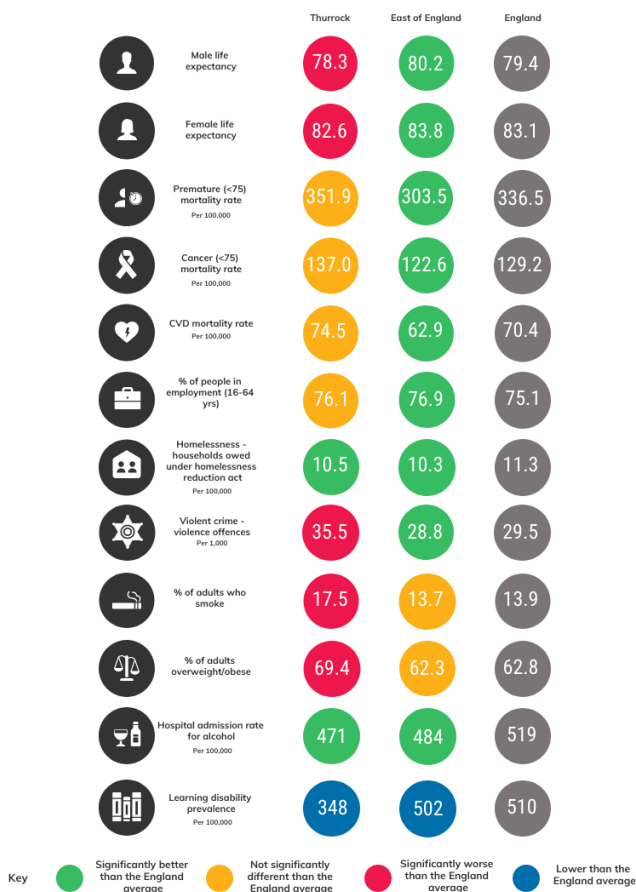 Thurrock East of England England
Male life
expectancy
78.3 80.2 79.4
Female life
expectancy
82.6 83.8 83.1
Premature (<75)
mortality rate
Per 100,000
351.9 303.5 336.5
Cancer (<75)
mortality rate
Per 100,000
137.0 122.6 129.2
CVD mortality rate
Per 100,000
74.5 62.9 70.4
% of people in
employment (16-64
yrs)
76.1 76.9 75.1
Homelessness -
households owed
under homelessness
reduction act
Per 100,000
10.5 10.3 11.3
Violent crime -
violence offences
Per 1,000
35.5 28.8 29.5
% of adults who
smoke
17.5 13.7 13.9
% of adults
overweight/obese
69.4 62.3 62.8
Hospital admission rate
for alcohol
Per 100,000
471 484 519
Learning disability
prevalence
Per 100,000
348 502 510
Key
Significantly better
than the England
average
Not significantly
different than the
England average
Significantly worse
than the England
average
Lower than the
England average